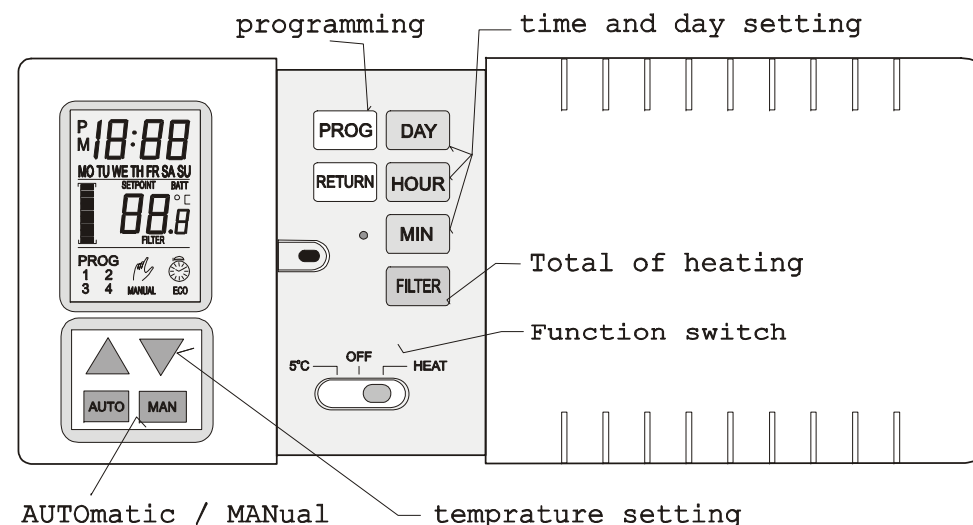 programming
time and day setting
P
M
18:88
MO TU WE TH FR SA SU
SETPOINT BATT
88.8 °C
FILTER
PROG
1 2
3 4
MANUAL ECO
AUTO MAN
PROG DAY
RETURN HOUR
MIN
FILTER
5°C OFF HEAT
Total of heating
Function switch
AUTOmatic / MANual
temprature setting